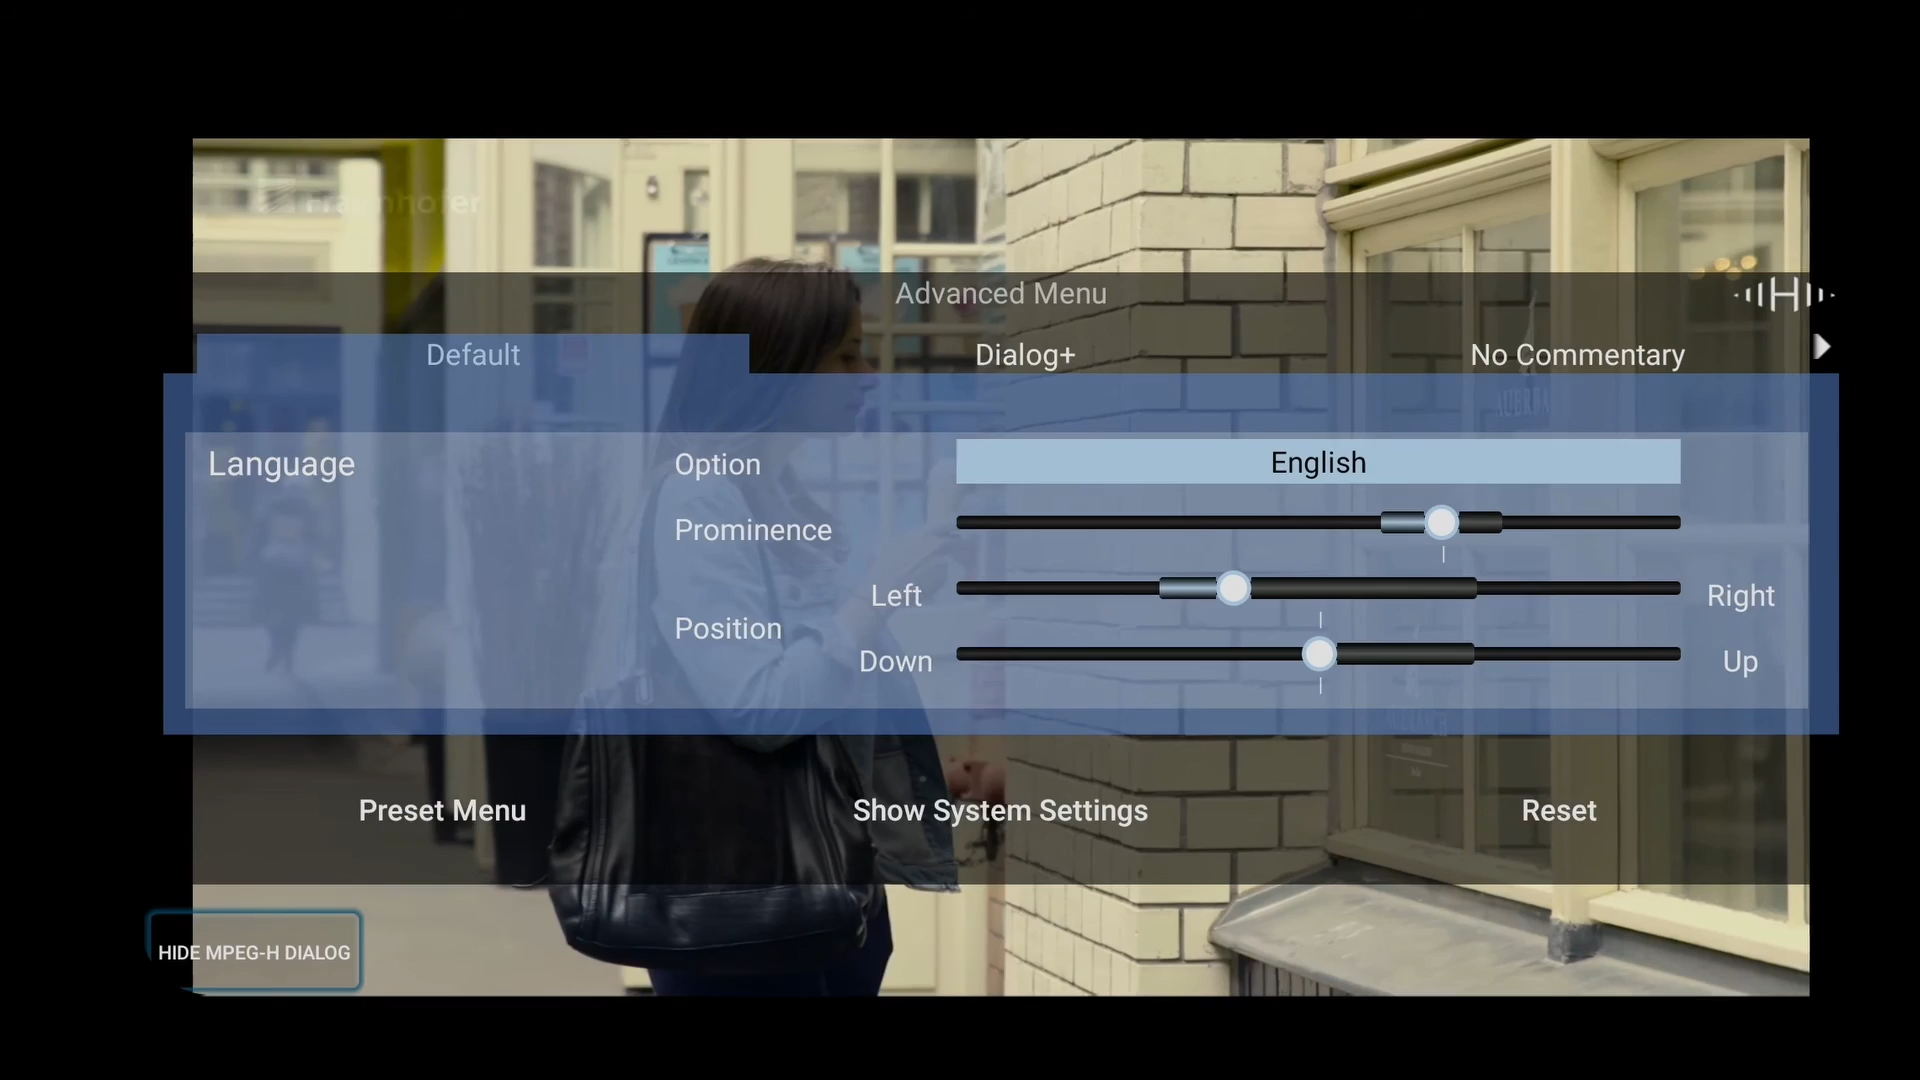 Fraunhofer
Advanced Menu
Default
Dialog+
No Commentary
Language
Option
English
Prominence
Left
Right
Position
Down
Up
Preset Menu
Show System Settings
Reset
HIDE MPEG-H DIALOG